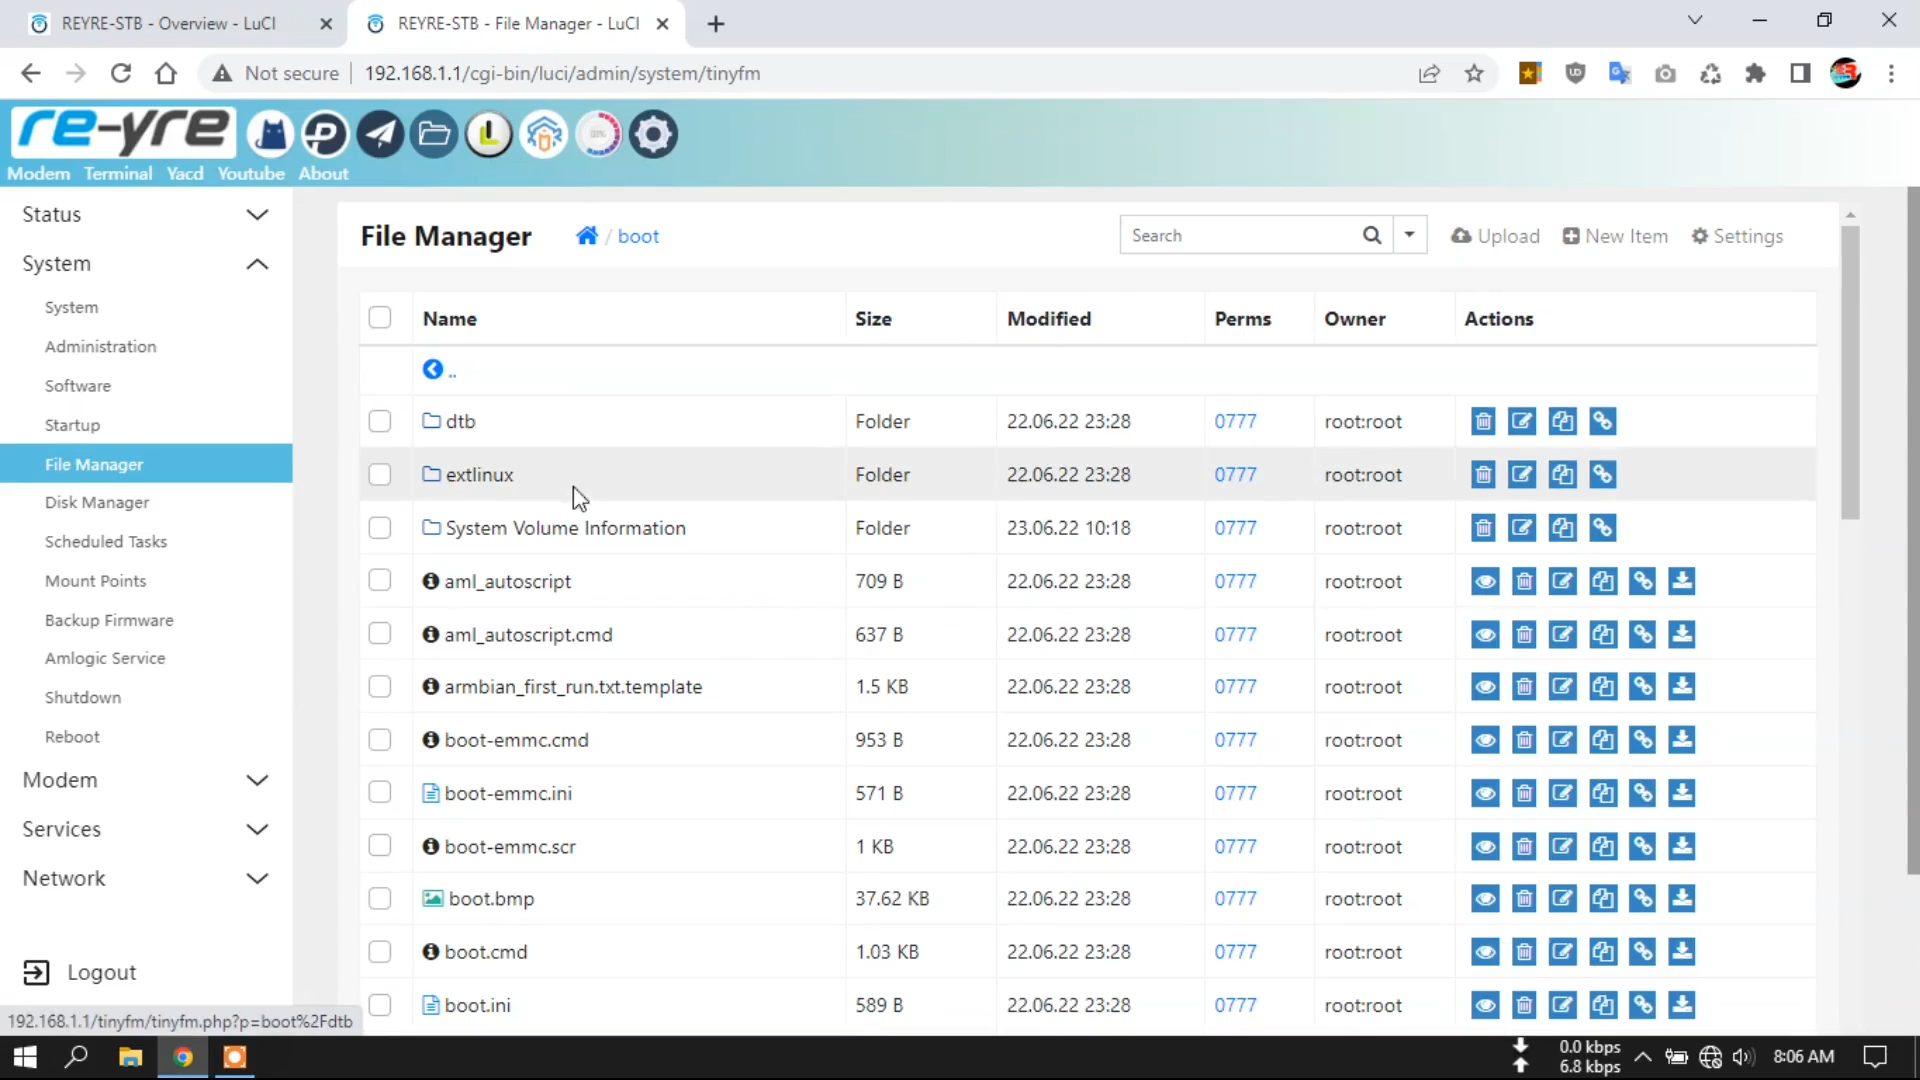 REYRE-STB - Overview - LuCI
REYRE-STB - File Manager - LuCI
Not secure
192.168.1.1/cgi-bin/luci/admin/system/tinyfm
re-yre
Modem Terminal Yacd Youtube About
Status
System
System
Administration
Software
Startup
File Manager
Disk Manager
Scheduled Tasks
Mount Points
Backup Firmware
Amlogic Service
Shutdown
Reboot
Modem
Services
Network
Logout
192.168.1.1/tinyfm/tinyfm.php?p=boot%2Fdtb
File Manager / boot
Search
Upload
New Item
Settings
Name Size Modified Perms Owner Actions
..
dtb Folder 22.06.22 23:28 0777 root:root
extlinux Folder 22.06.22 23:28 0777 root:root
System Volume Information Folder 23.06.22 10:18 0777 root:root
aml_autoscript 709 B 22.06.22 23:28 0777 root:root
aml_autoscript.cmd 637 B 22.06.22 23:28 0777 root:root
armbian_first_run.txt.template 1.5 KB 22.06.22 23:28 0777 root:root
boot-emmc.cmd 953 B 22.06.22 23:28 0777 root:root
boot-emmc.ini 571 B 22.06.22 23:28 0777 root:root
boot-emmc.scr 1 KB 22.06.22 23:28 0777 root:root
boot.bmp 37.62 KB 22.06.22 23:28 0777 root:root
boot.cmd 1.03 KB 22.06.22 23:28 0777 root:root
boot.ini 589 B 22.06.22 23:28 0777 root:root
0.0 kbps
6.8 kbps
8:06 AM